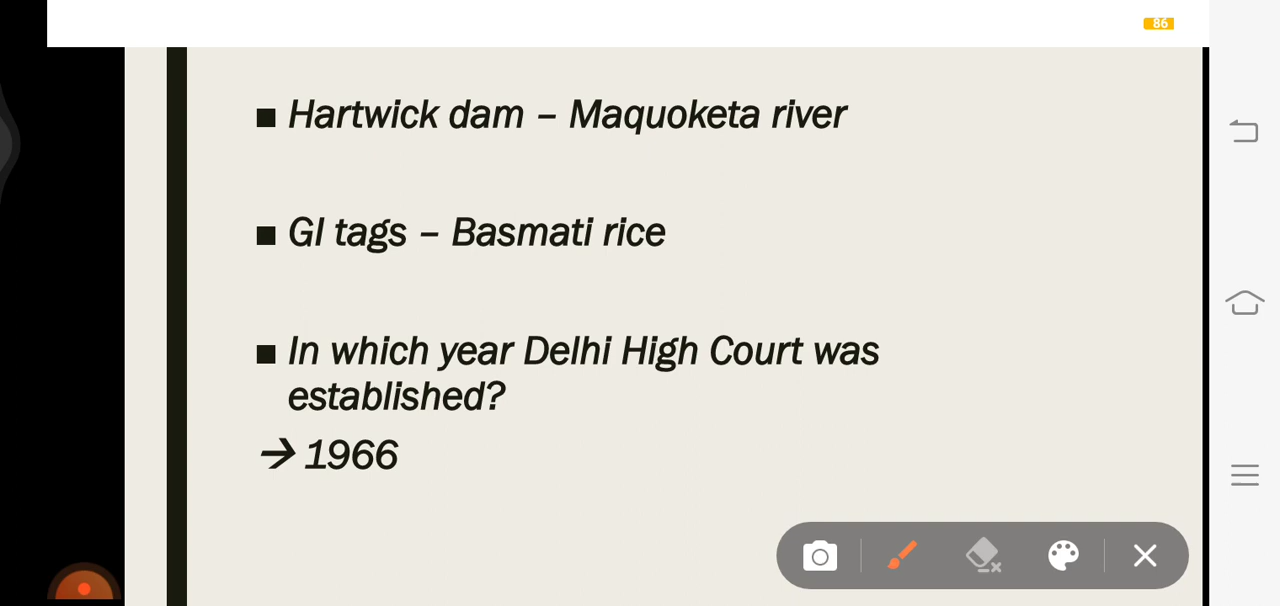 86
■ Hartwick dam – Maquoketa river
■ GI tags – Basmati rice
■ In which year Delhi High Court was
established?
→ 1966